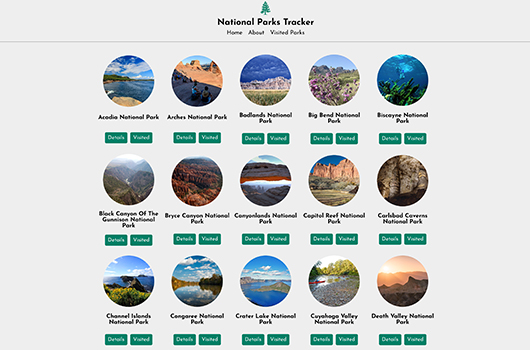 National Parks Tracker
Home About Visited Parks
Acadia National Park
Arches National Park
Badlands National
Park
Big Bend National
Park
Biscayne National
Park
Details Visited
Details Visited
Details Visited
Details Visited
Details Visited
Black Canyon Of The
Gunnison National
Park
Bryce Canyon National
Park
Canyonlands National
Park
Capitol Reef National
Park
Carlsbad Caverns
National Park
Details Visited
Details Visited
Details Visited
Details Visited
Details Visited
Channel Islands
National Park
Congaree National
Park
Crater Lake National
Park
Cuyahoga Valley
National Park
Death Valley National
Park
Details Visited
Details Visited
Details Visited
Details Visited
Details Visited